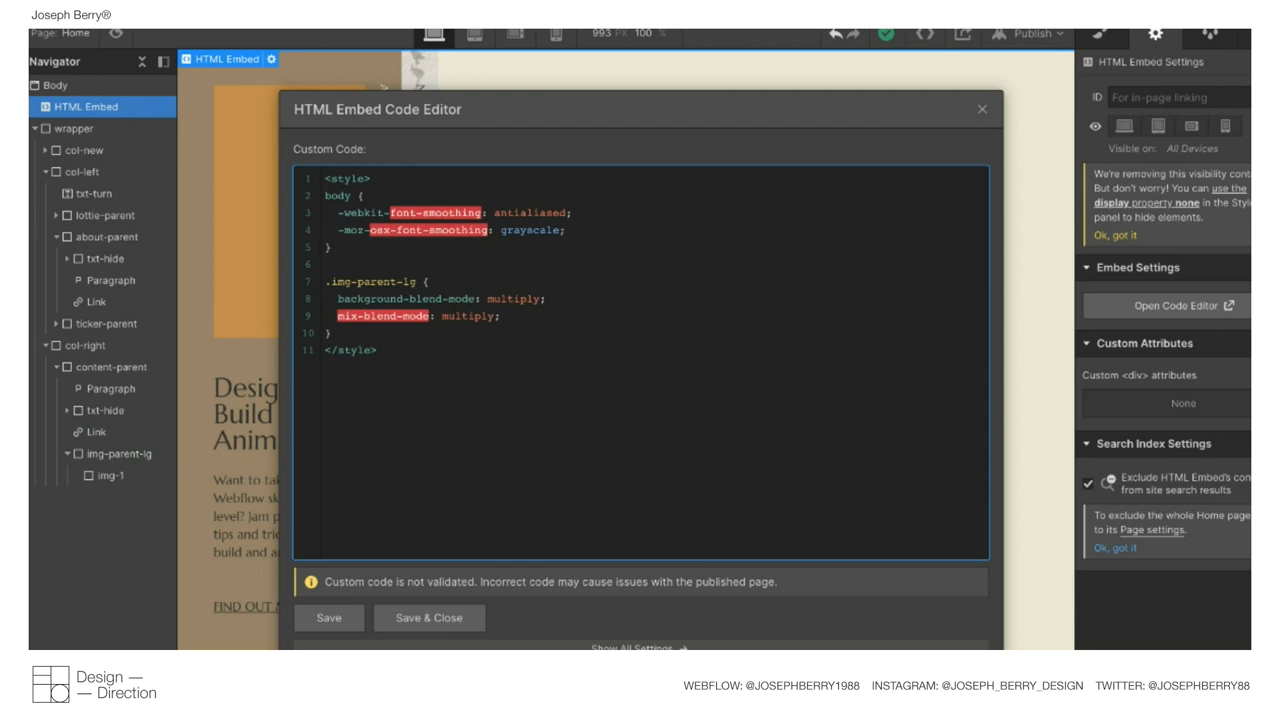 Joseph Berry®
Page: Home
993 PX 100 %
Publish
Navigator
HTML Embed
HTML Embed Settings
Body
HTML Embed
wrapper
col-new
col-left
txt-turn
lottie-parent
about-parent
txt-hide
Paragraph
Link
ticker-parent
col-right
content-parent
Paragraph
txt-hide
Link
img-parent-lg
img-1
Desig
Build
Anim
Want to tak
Webflow sk
level? Jam p
tips and tric
build and a
FIND OUT
HTML Embed Code Editor
Custom Code:
1 <style>
2 body {
3 -webkit-font-smoothing: antialiased;
4 -moz-osx-font-smoothing: grayscale;
5 }
6
7 .img-parent-lg {
8 background-blend-mode: multiply;
9 mix-blend-mode: multiply;
10 }
11 </style>
Custom code is not validated. Incorrect code may cause issues with the published page.
Save
Save & Close
Show All Settings
ID For in-page linking
Visible on: All Devices
We're removing this visibility cont
But don't worry! You can use the
display property none in the Style
panel to hide elements.
Ok, got it
Embed Settings
Open Code Editor
Custom Attributes
Custom <div> attributes
None
Search Index Settings
Exclude HTML Embed's con
from site search results
To exclude the whole Home page
to its Page settings.
Ok, got it
Design —
— Direction
WEBFLOW: @JOSEPHBERRY1988 INSTAGRAM: @JOSEPH_BERRY_DESIGN TWITTER: @JOSEPHBERRY88